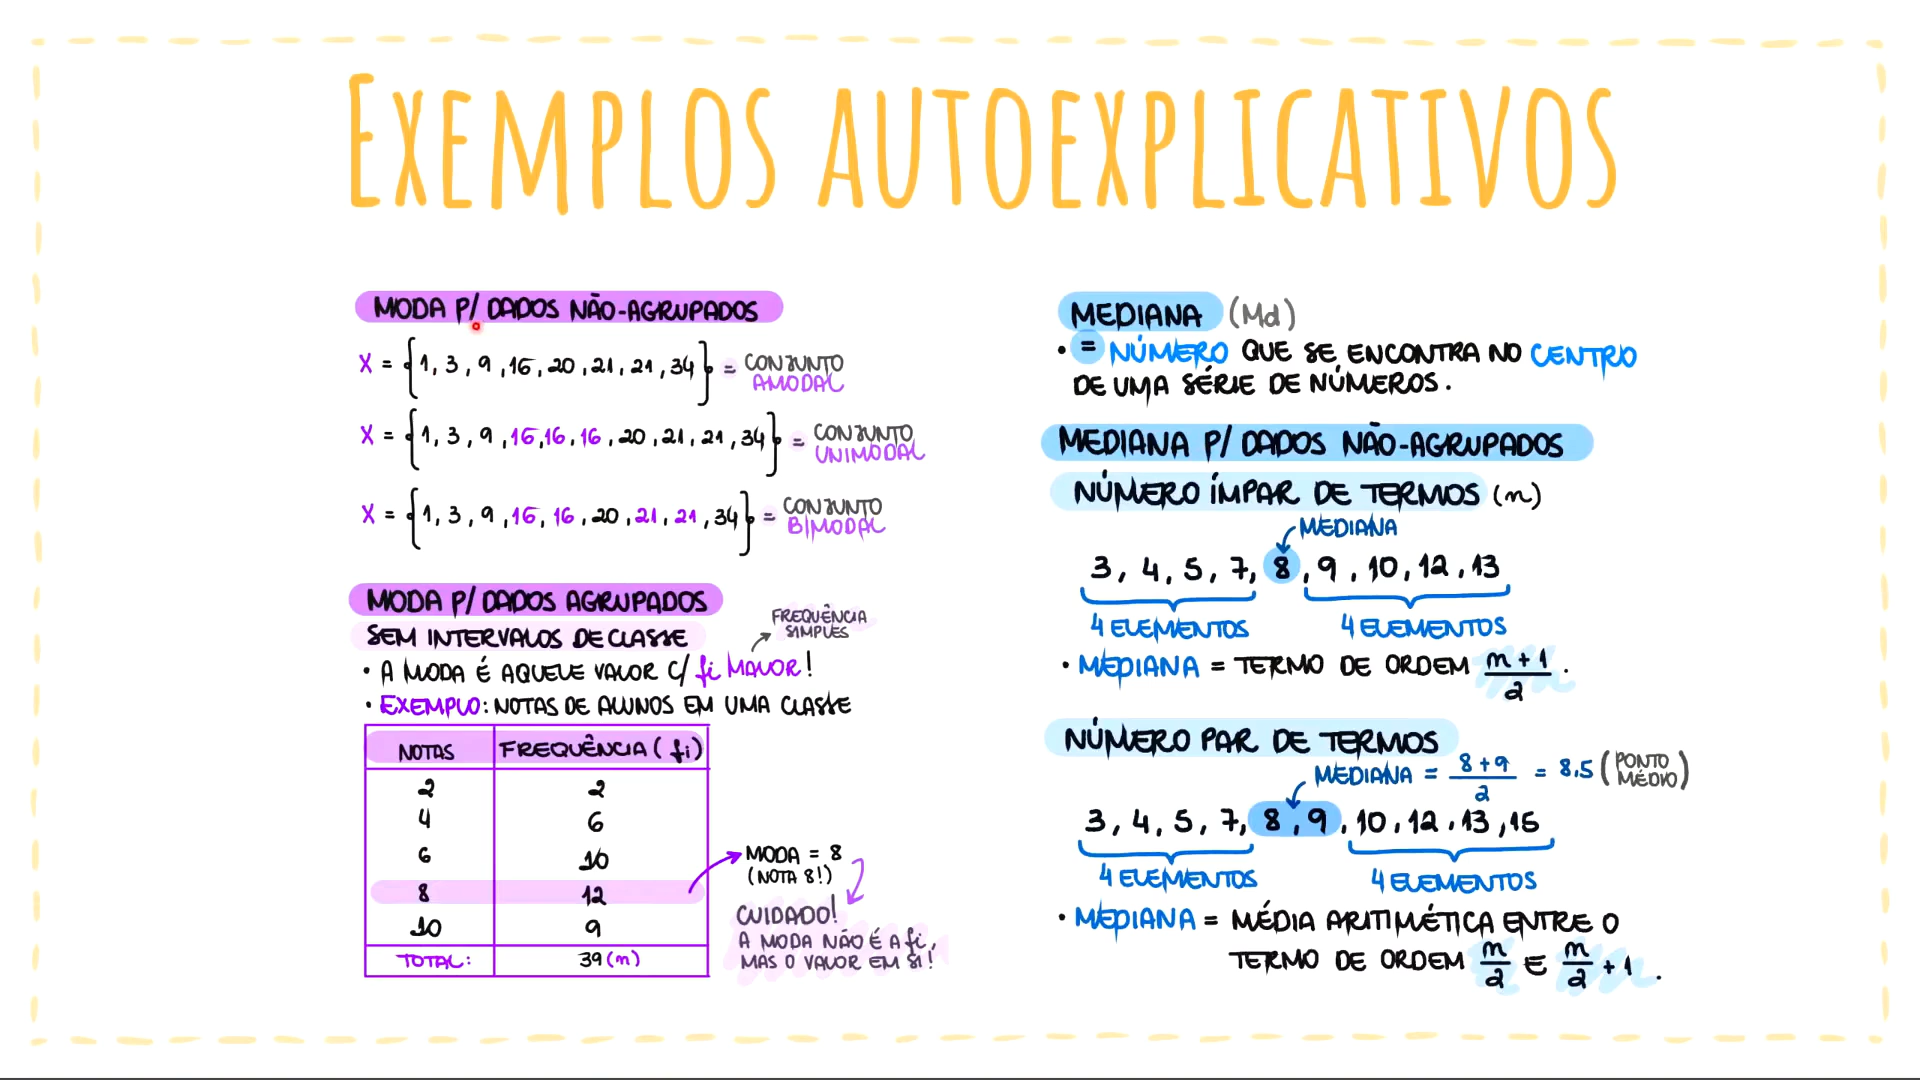 EXEMPLOS AUTOEXPLICATIVOS
MODA P/ DADOS NÃO-AGRUPADOS
X = {1, 3, 9, 16, 20, 21, 21, 34} = CONJUNTO
AMODAL
X = {1, 3, 9, 16, 16, 16, 20, 21, 21, 34} = CONJUNTO
UNIMODAL
X = {1, 3, 9, 16, 16, 20, 21, 21, 34} = CONJUNTO
BIMODAL
MODA P/ DADOS AGRUPADOS
SEM INTERVALOS DE CLASSE
FREQUÊNCIA
SIMPLES
• A MODA É AQUELE VALOR C/ fi MAIOR!
• EXEMPLO: NOTAS DE ALUNOS EM UMA CLASSE
NOTAS FREQUÊNCIA (fi)
2 2
4 6
6 10
8 12
10 9
TOTAL: 39 (n)
MODA = 8
(NOTA 8!)
CUIDADO!
A MODA NÃO É A fi,
MAS O VALOR EM SI!
MEDIANA (Md)
• = NÚMERO QUE SE ENCONTRA NO CENTRO
DE UMA SÉRIE DE NÚMEROS.
MEDIANA P/ DADOS NÃO-AGRUPADOS
NÚMERO ÍMPAR DE TERMOS (n)
MEDIANA
3, 4, 5, 7, 8, 9, 10, 12, 13
4 ELEMENTOS 4 ELEMENTOS
• MEDIANA = TERMO DE ORDEM n+1/2.
NÚMERO PAR DE TERMOS
MEDIANA = 8+9/2 = 8,5 (PONTO MÉDIO)
3, 4, 5, 7, 8, 9, 10, 12, 13, 15
4 ELEMENTOS 4 ELEMENTOS
• MEDIANA = MÉDIA ARITIMÉTICA ENTRE O
TERMO DE ORDEM n/2 E n/2 + 1.